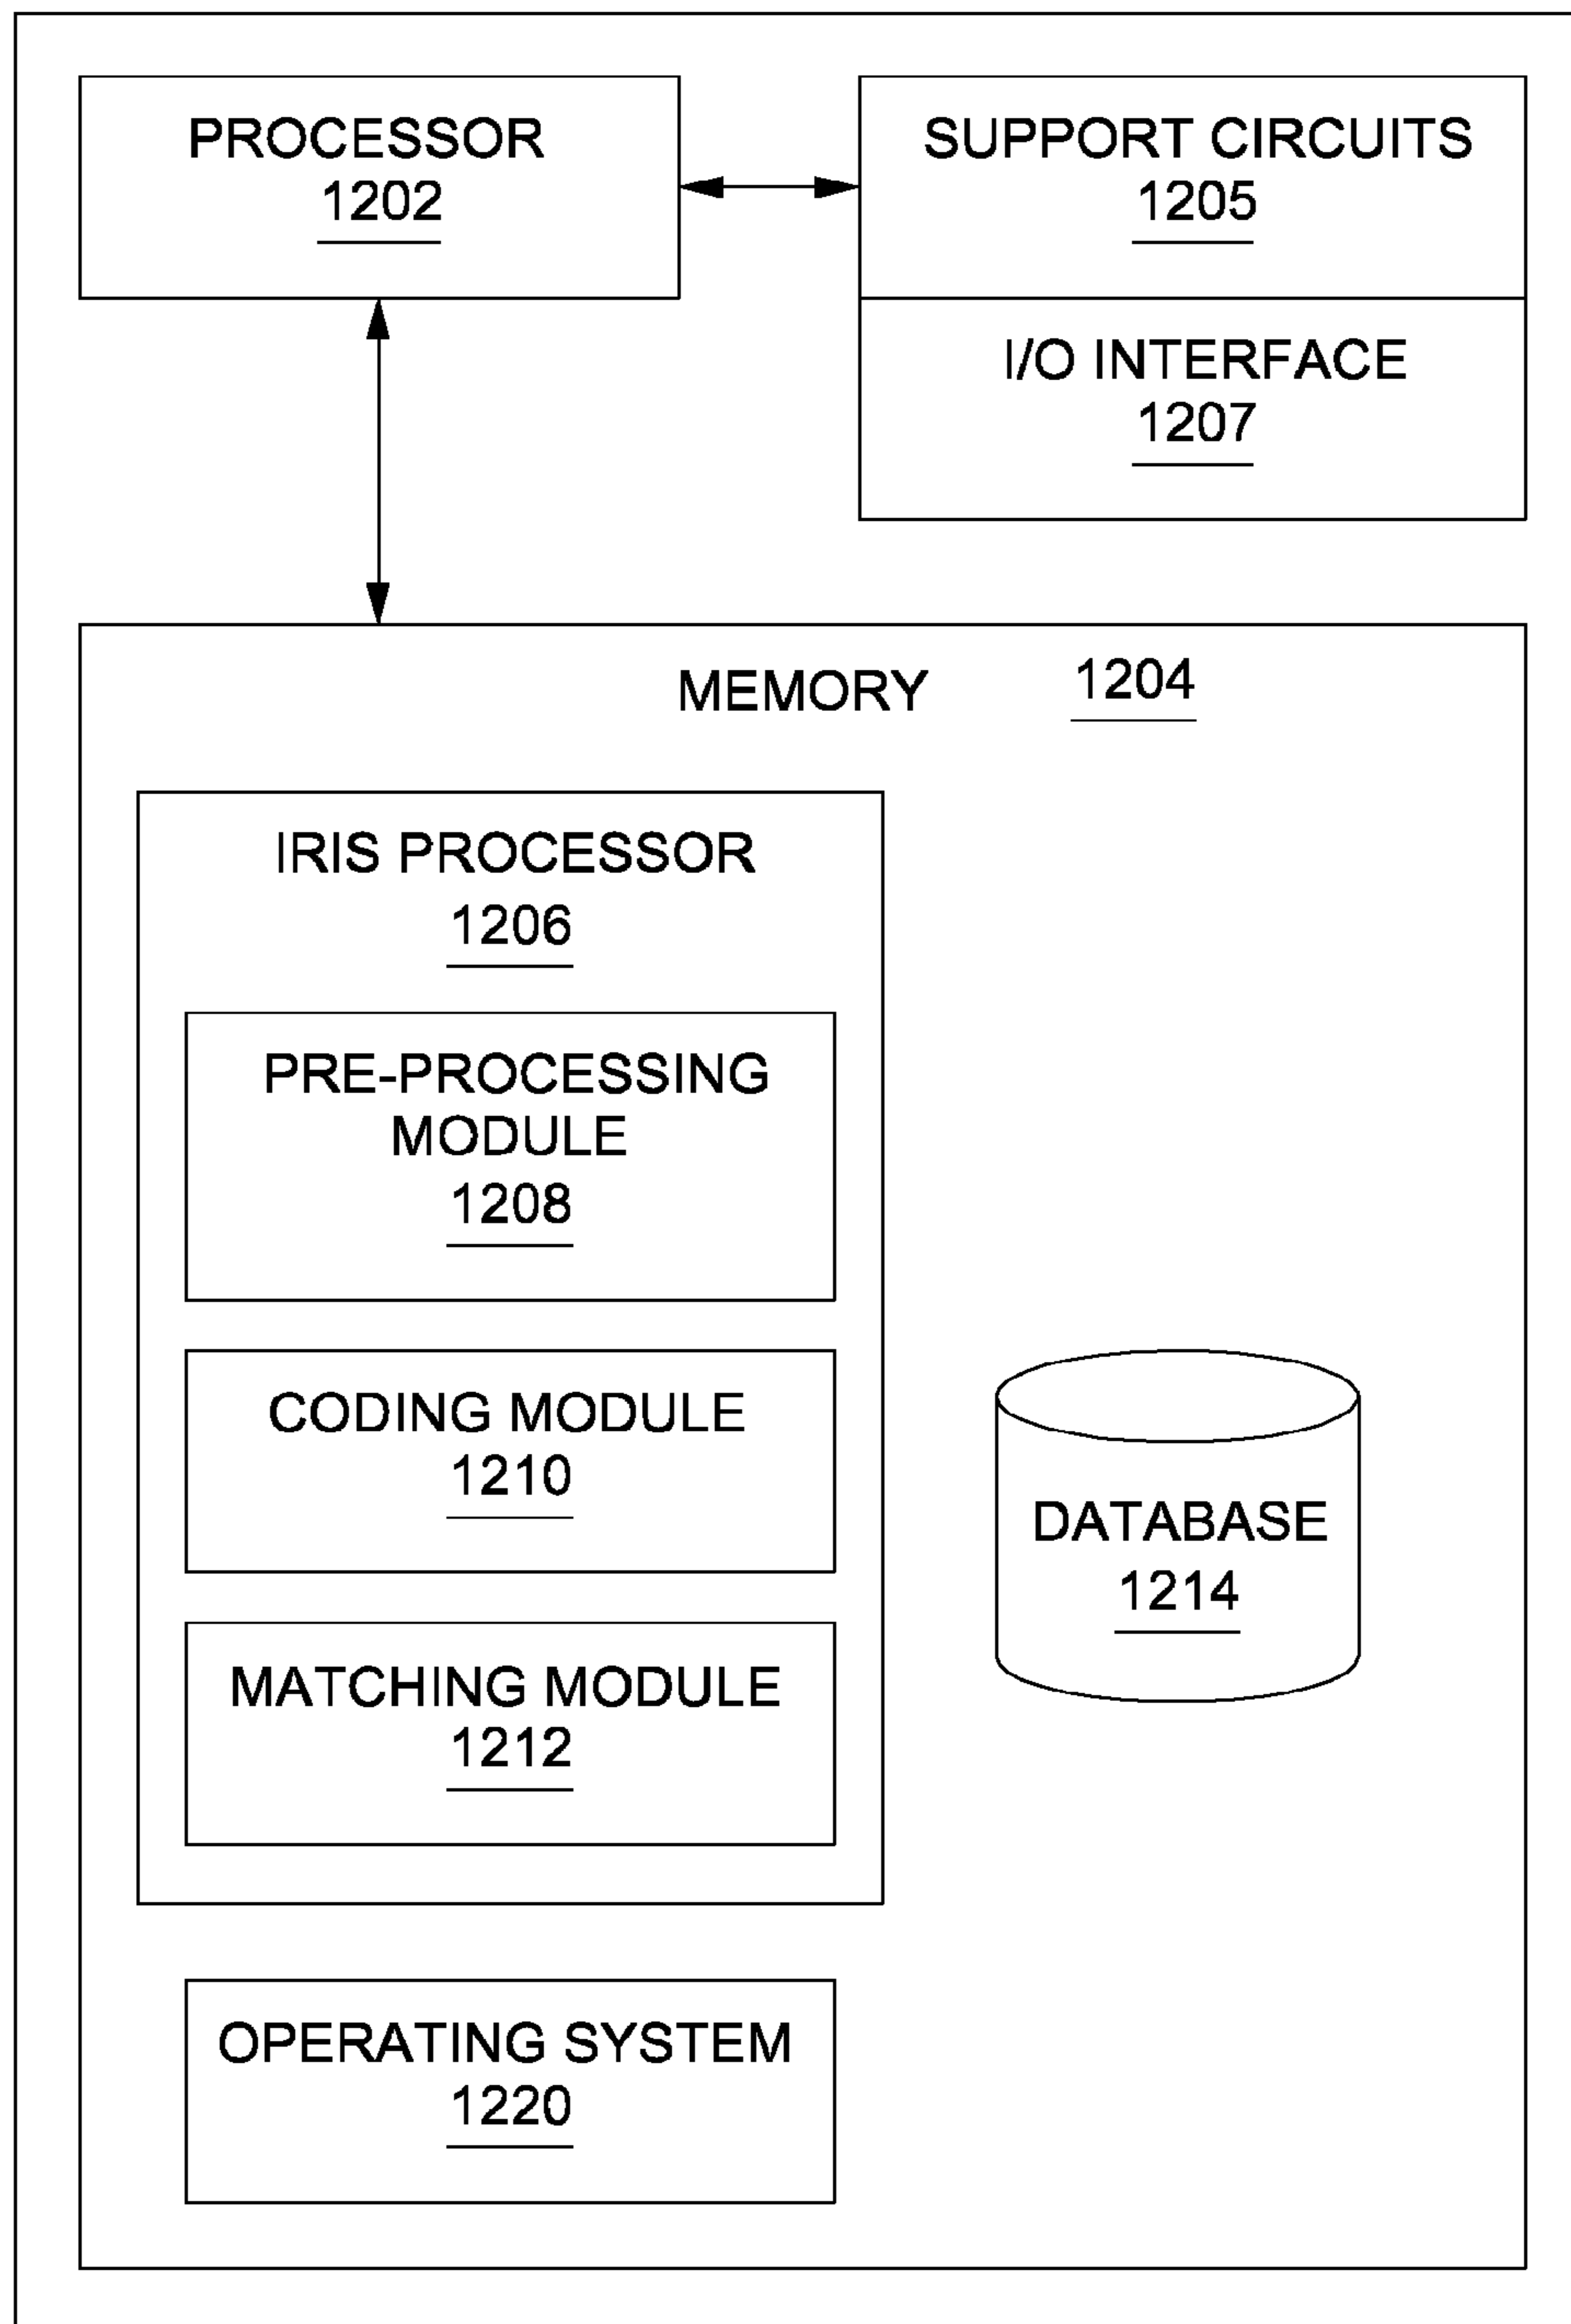 PROCESSOR
1202
SUPPORT CIRCUITS
1205
I/O INTERFACE
1207
MEMORY 1204
IRIS PROCESSOR
1206
PRE-PROCESSING
MODULE
1208
CODING MODULE
1210
MATCHING MODULE
1212
DATABASE
1214
OPERATING SYSTEM
1220